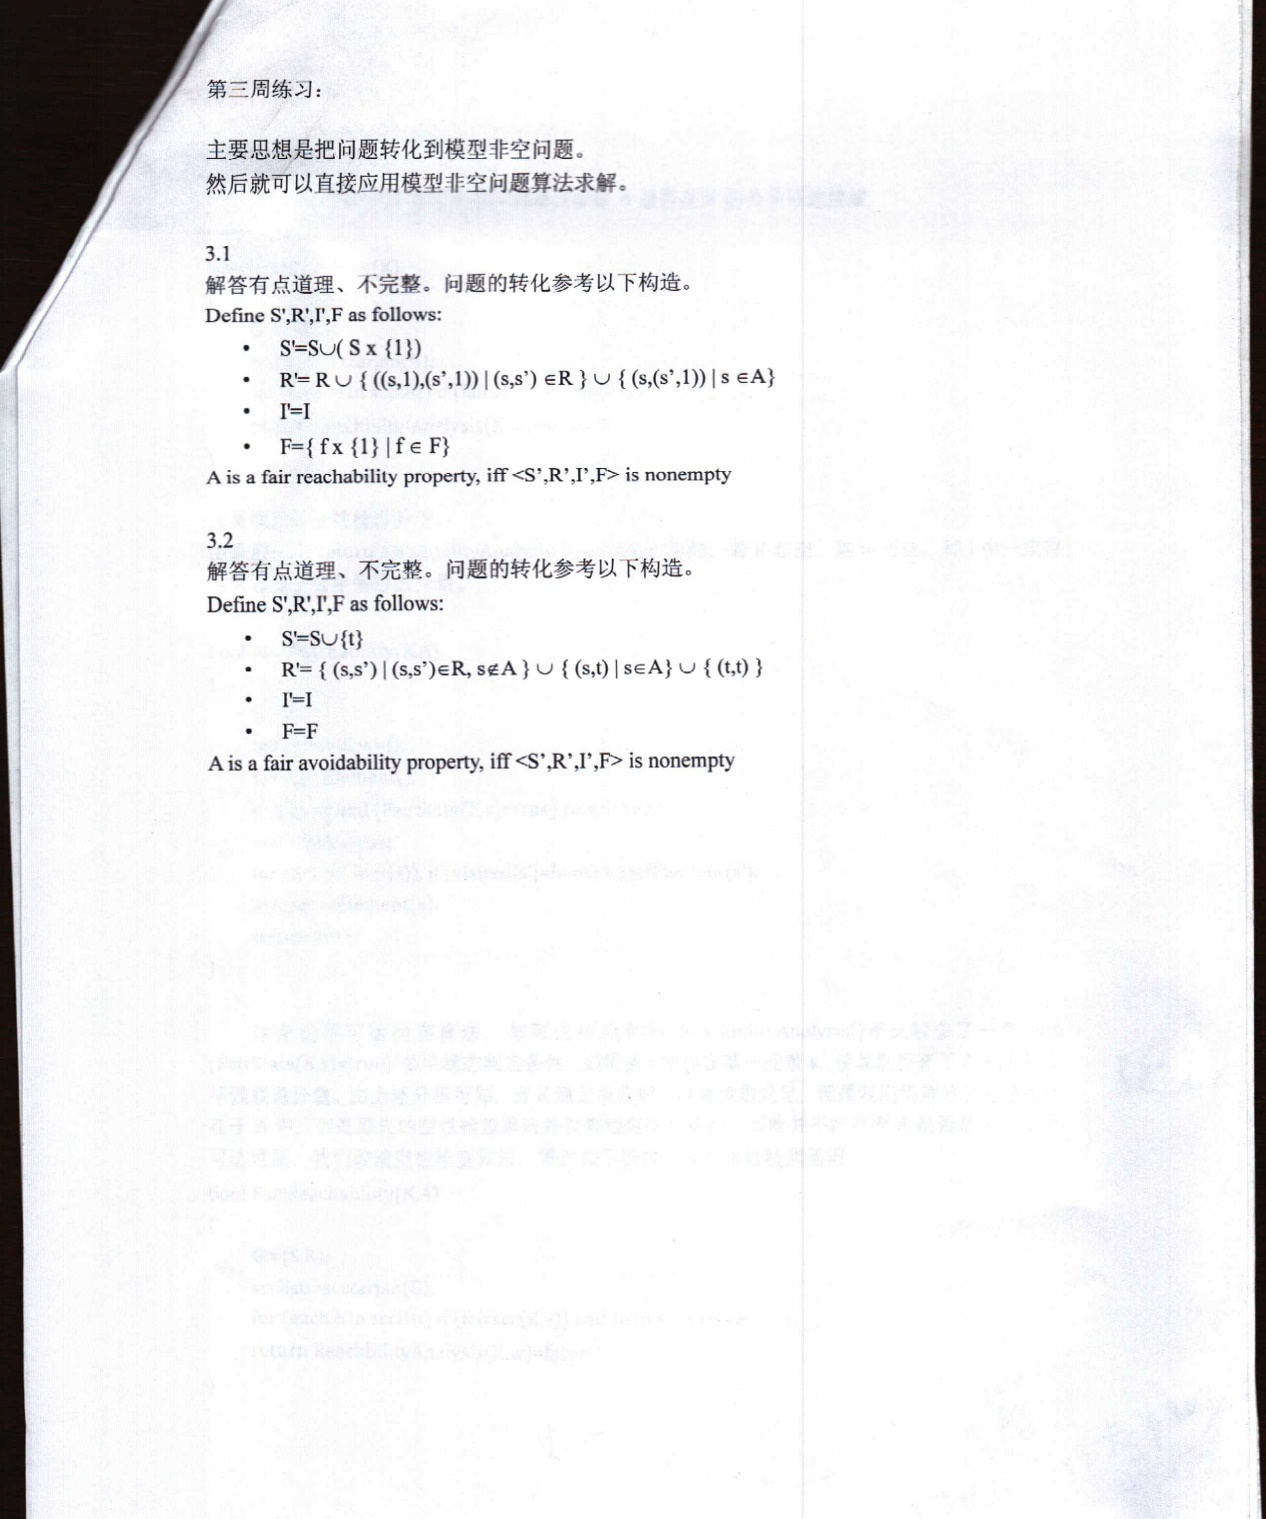 第三周练习:
主要思想是把问题转化到模型非空问题。
然后就可以直接应用模型非空问题算法求解。
3.1
解答有点道理、不完整。问题的转化参考以下构造。
Define S',R',I',F as follows:
• S'=S∪( S x {1})
• R'= R ∪ { ((s,1),(s’,1)) | (s,s’) ∈R } ∪ { (s,(s’,1)) | s ∈A}
• I'=I
• F={ f x {1} | f ∈ F}
A is a fair reachability property, iff <S’,R’,I’,F> is nonempty
3.2
解答有点道理、不完整。问题的转化参考以下构造。
Define S',R',I',F as follows:
• S'=S∪{t}
• R'= { (s,s’) | (s,s’)∈R, s∉A } ∪ { (s,t) | s∈A} ∪ { (t,t) }
• I'=I
• F=F
A is a fair avoidability property, iff <S’,R’,I’,F> is nonempty